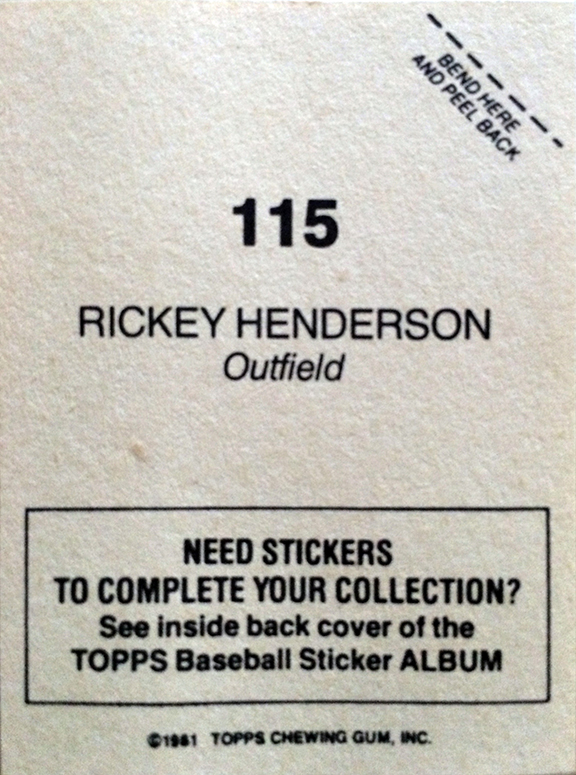 BEND HERE
AND PEEL BACK
115
RICKEY HENDERSON
Outfield
NEED STICKERS
TO COMPLETE YOUR COLLECTION?
See inside back cover of the
TOPPS Baseball Sticker ALBUM
©1981 TOPPS CHEWING GUM, INC.